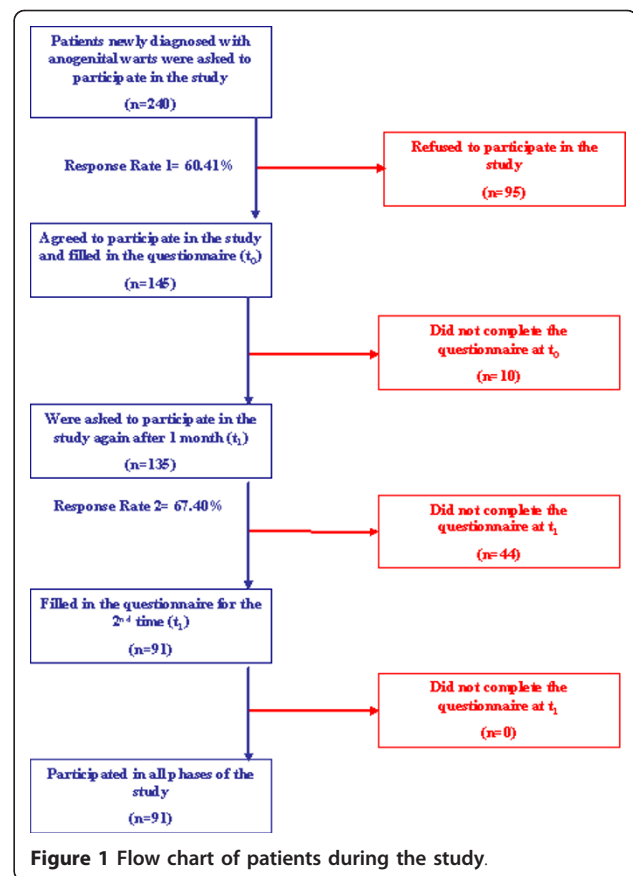 Patients newly diagnosed with
anogenital warts were asked to
participate in the study
(n=240)
Response Rate 1= 60.41%
Refused to participate in the
study
(n=95)
Agreed to participate in the study
and filled in the questionnaire (t0)
(n=145)
Did not complete the
questionnaire at t0
(n=10)
Were asked to participate in the
study again after 1 month (t1)
(n=135)
Response Rate 2= 67.40%
Did not complete the
questionnaire at t1
(n=44)
Filled in the questionnaire for the
2nd time (t1)
(n=91)
Did not complete the
questionnaire at t1
(n=0)
Participated in all phases of the
study
(n=91)
Figure 1 Flow chart of patients during the study.